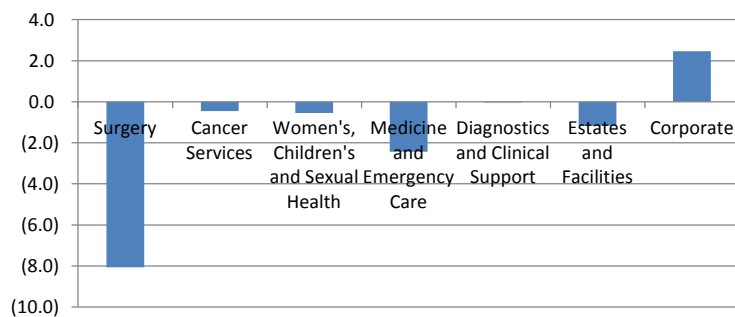 4.0
2.0
0.0
(2.0)
(4.0)
(6.0)
(8.0)
(10.0)
Surgery
Cancer
Services
Women's,
Children's
and Sexual
Health
Medicine
and
Emergency
Care
Diagnostics
and Clinical
Support
Estates
and
Facilities
Corporate